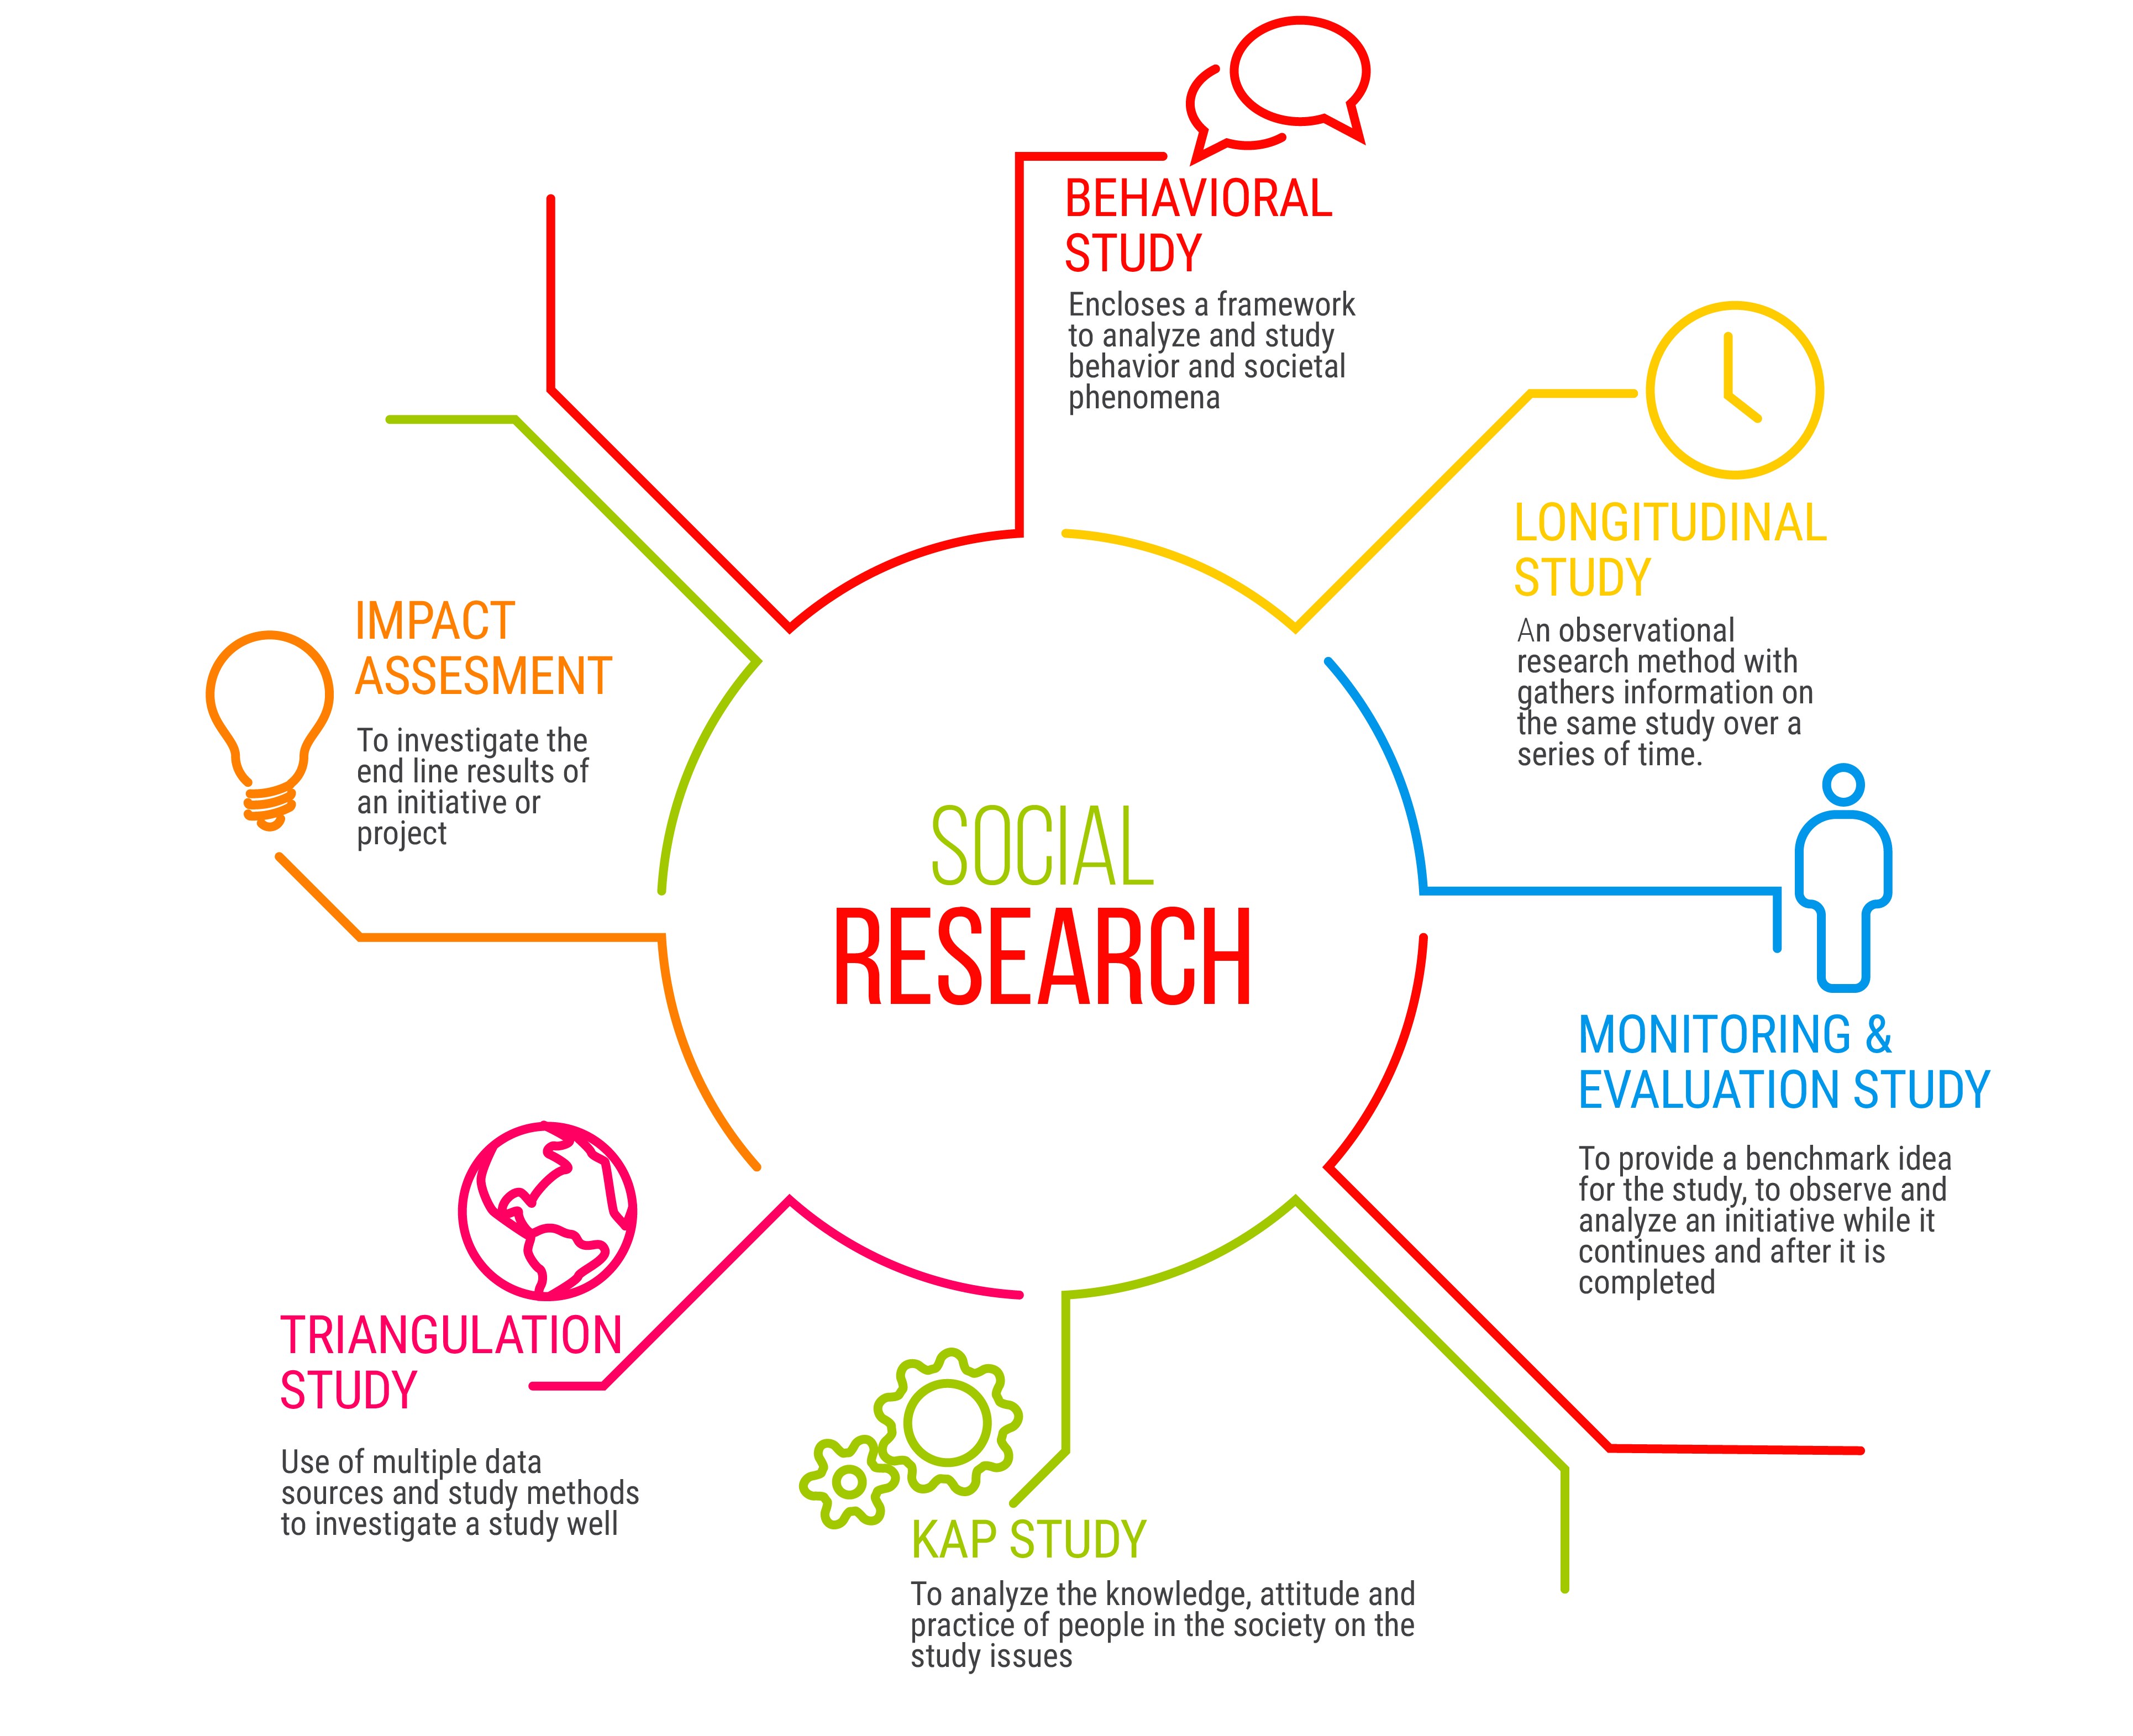 SOCIAL
RESEARCH
BEHAVIORAL
STUDY
Encloses a framework
to analyze and study
behavior and societal
phenomena
LONGITUDINAL
STUDY
An observational
research method with
gathers information on
the same study over a
series of time.
MONITORING &
EVALUATION STUDY
To provide a benchmark idea
for the study, to observe and
analyze an initiative while it
continues and after it is
completed
KAP STUDY
To analyze the knowledge, attitude and
practice of people in the society on the
study issues
TRIANGULATION
STUDY
Use of multiple data
sources and study methods
to investigate a study well
IMPACT
ASSESMENT
To investigate the
end line results of
an initiative or
project